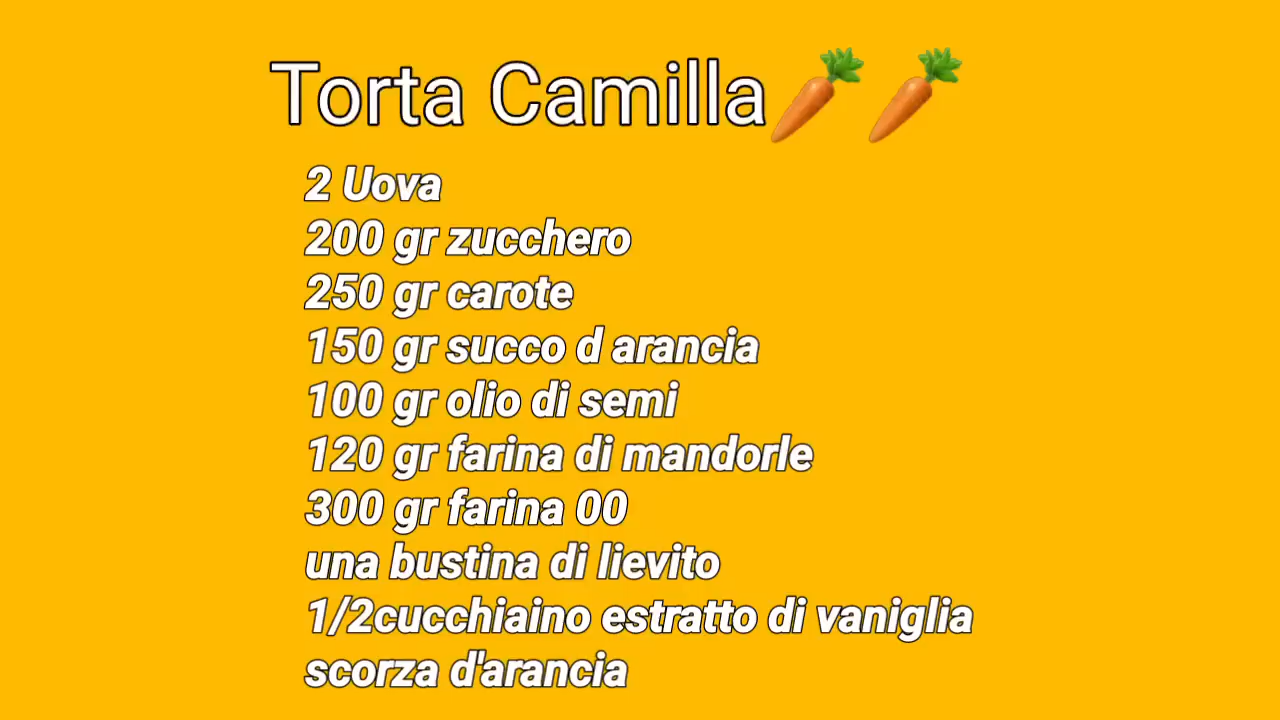 Torta Camilla🥕🥕
2 Uova
200 gr zucchero
250 gr carote
150 gr succo d arancia
100 gr olio di semi
120 gr farina di mandorle
300 gr farina 00
una bustina di lievito
1/2cucchiaino estratto di vaniglia
scorza d'arancia